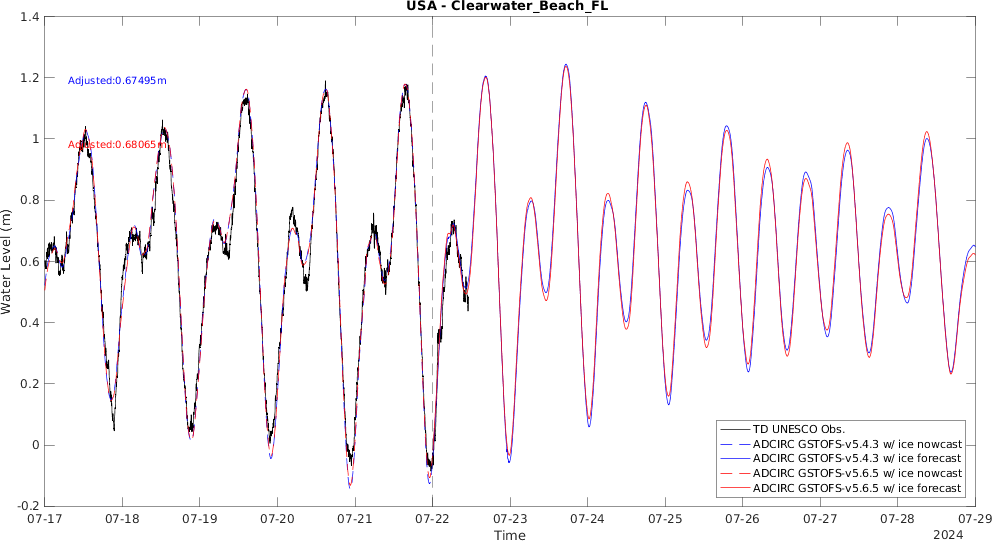 USA - Clearwater_Beach_FL
1.4
1.2
1
0.8
0.6
0.4
0.2
0
-0.2
Water Level (m)
Adjusted:0.67495m
Adjusted:0.68065m
TD UNESCO Obs.
ADCIRC GSTOFS-v5.4.3 w/ ice nowcast
ADCIRC GSTOFS-v5.4.3 w/ ice forecast
ADCIRC GSTOFS-v5.6.5 w/ ice nowcast
ADCIRC GSTOFS-v5.6.5 w/ ice forecast
07-17 07-18 07-19 07-20 07-21 07-22 07-23 07-24 07-25 07-26 07-27 07-28 07-29
Time
2024